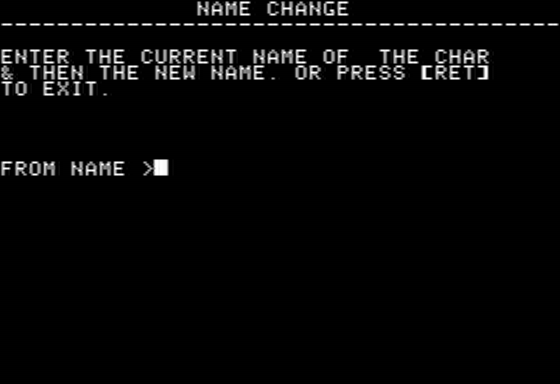 NAME CHANGE
----------------------------------------
ENTER THE CURRENT NAME OF  THE CHAR
& THEN THE NEW NAME. OR PRESS [RET]
TO EXIT.
FROM NAME >